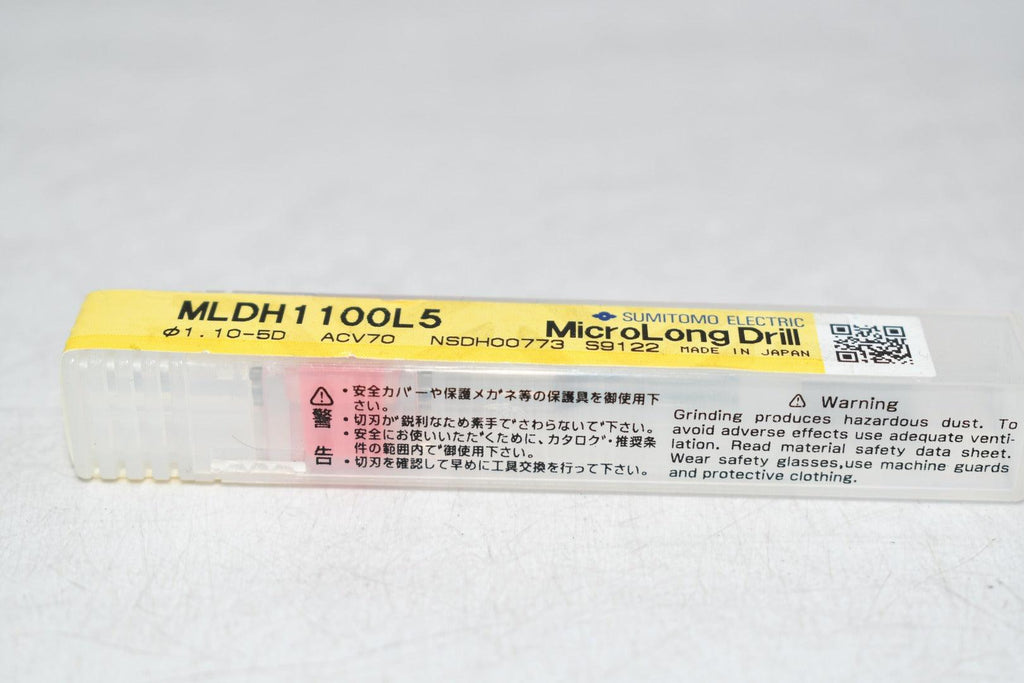 MLDH1100L5
SUMITOMO ELECTRIC
MicroLong Drill
φ1.10-5D ACV70 NSDH00773 S9122 MADE IN JAPAN
⚠警告
・安全カバーや保護メガネ等の保護具を御使用下
さい。
・切刃が鋭利なため素手でさわらないで下さい。
・安全にお使いいただくために、カタログ・推奨条
件の範囲内で御使用下さい。
・切刃を確認して早めに工具交換を行って下さい。
⚠ Warning
Grinding produces hazardous dust. To
avoid adverse effects use adequate venti-
lation. Read material safety data sheet.
Wear safety glasses,use machine guards
and protective clothing.